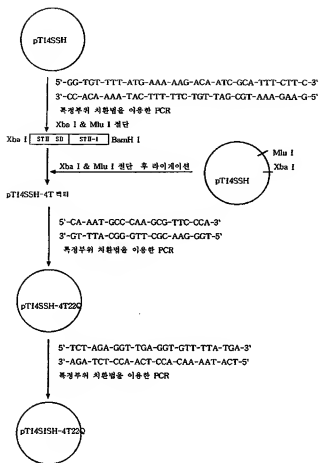 pT14SSH
5'-GG-TGT-TTT-ATG-AAA-AAG-ACA-ATC-GCA-TTT-CTT-C-3'
3'-CC-ACA-AAA-TAC-TTT-TTC-TGT-TAG-CGT-AAA-GAA-G-5'
특정부위 치환법을 이용한 PCR
Xba I & Mlu I 절단
Xba I STII SD STII-I BamH I
Mlu I
Xba I & Mlu I 절단 후 라이게이션
Xba I
pT14SSH
pT14SSH-4T 벡터
5'-CA-AAT-GCC-CAA-GCG-TTC-CCA-3'
3'-GT-TTA-CGG-GTT-CGC-AAG-GGT-5'
특정부위 치환법을 이용한 PCR
pT14SSH-4T22Q
5'-TCT-AGA-GGT-TGA-GGT-GTT-TTA-TGA-3'
3'-AGA-TCT-CCA-ACT-CCA-CAA-AAT-ACT-5'
특정부위 치환법을 이용한 PCR
pT14S1SH-4T22Q